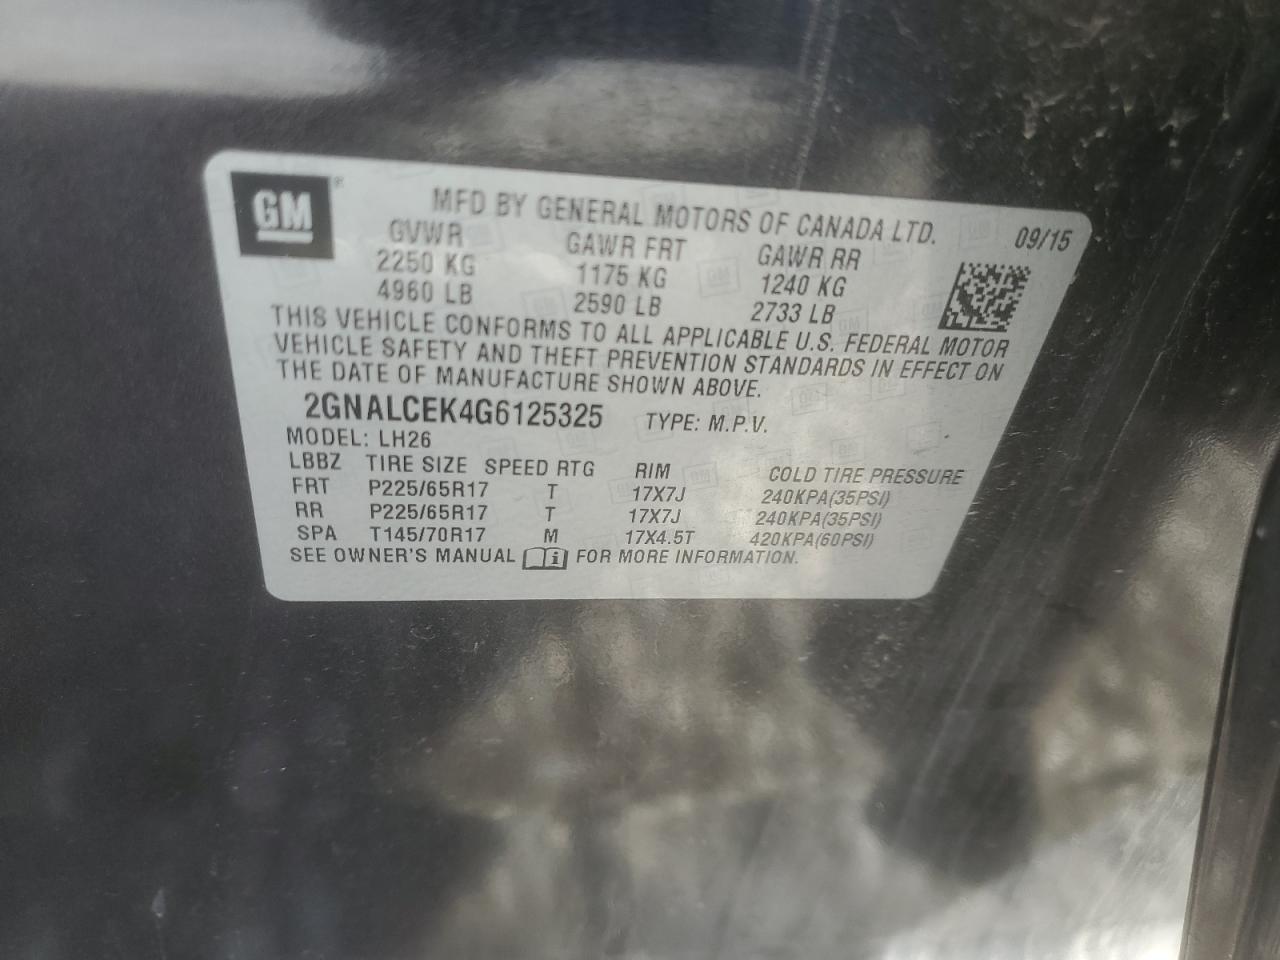 GM
MFD BY GENERAL MOTORS OF CANADA LTD.
GVWR GAWR FRT GAWR RR 09/15
2250 KG 1175 KG 1240 KG
4960 LB 2590 LB 2733 LB
THIS VEHICLE CONFORMS TO ALL APPLICABLE U.S. FEDERAL MOTOR
VEHICLE SAFETY AND THEFT PREVENTION STANDARDS IN EFFECT ON
THE DATE OF MANUFACTURE SHOWN ABOVE.
2GNALCEK4G6125325 TYPE: M.P.V.
MODEL: LH26
LBBZ TIRE SIZE SPEED RTG RIM COLD TIRE PRESSURE
FRT P225/65R17 T 17X7J 240KPA(35PSI)
RR P225/65R17 T 17X7J 240KPA(35PSI)
SPA T145/70R17 M 17X4.5T 420KPA(60PSI)
SEE OWNER'S MANUAL FOR MORE INFORMATION.